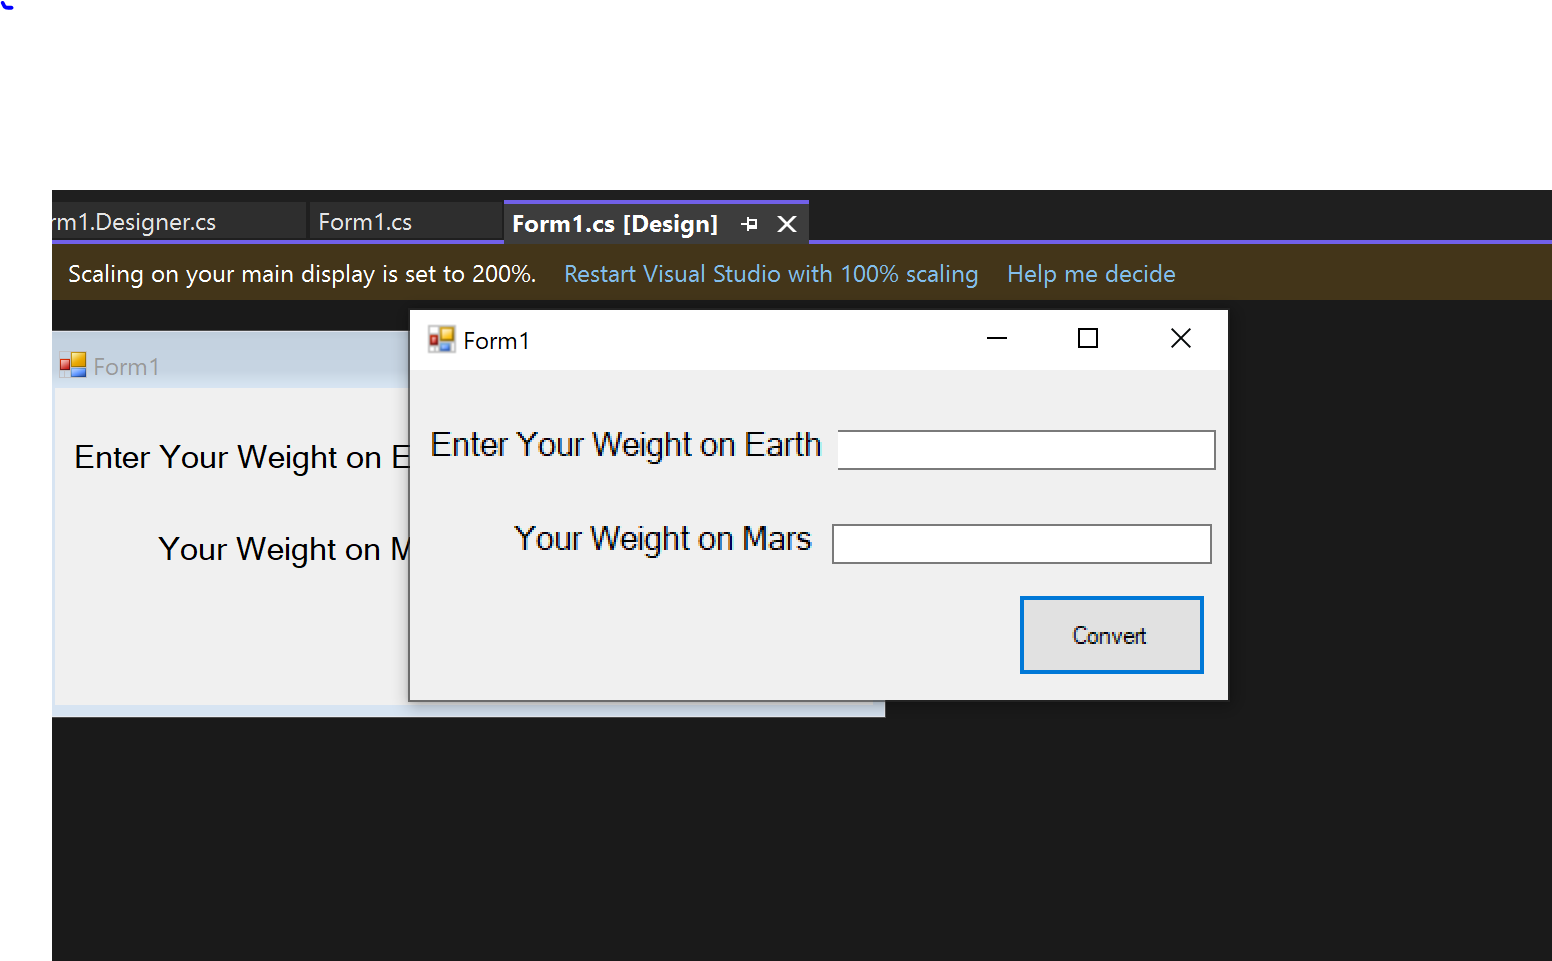 rm1.Designer.cs Form1.cs Form1.cs [Design]
Scaling on your main display is set to 200%. Restart Visual Studio with 100% scaling Help me decide
Form1
Enter Your Weight on E
Your Weight on M
Form1
Enter Your Weight on Earth
Your Weight on Mars
Convert